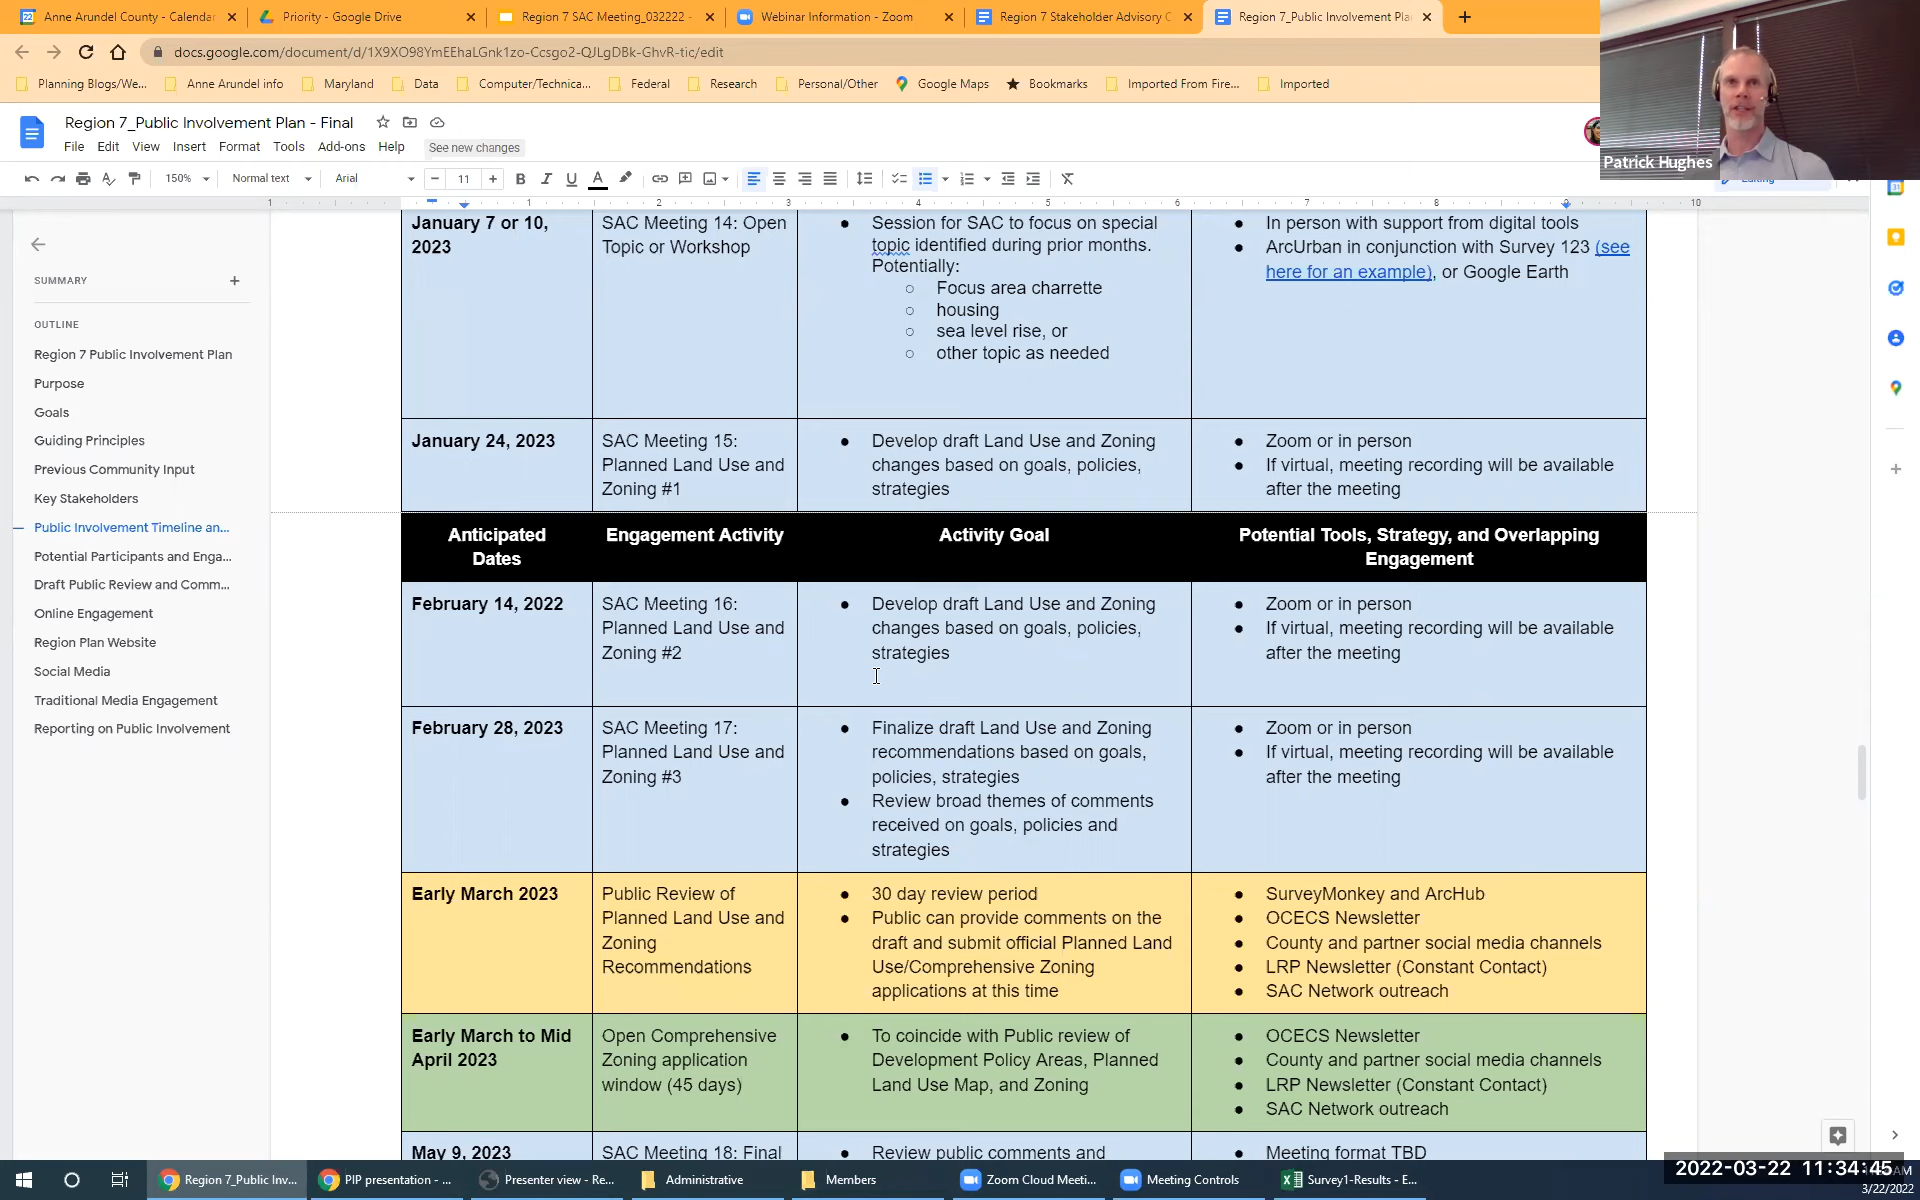 Anne Arundel County - Calenda
Priority - Google Drive
Region 7 SAC Meeting_032222 -
Webinar Information - Zoom
Region 7 Stakeholder Advisory C
Region 7_Public Involvement Pla
docs.google.com/document/d/1X9XO98YmEEhaLGnk1zo-Ccsgo2-QJLgDBk-GhvR-tic/edit
Planning Blogs/We...
Anne Arundel info
Maryland
Data
Computer/Technica...
Federal
Research
Personal/Other
Google Maps
Bookmarks
Imported From Fire...
Imported
Region 7_Public Involvement Plan - Final
File Edit View Insert Format Tools Add-ons Help See new changes
Patrick Hughes
150% Normal text Arial 11
1 1 2 3 4 5 6 7 8 9 10
SUMMARY
OUTLINE
Region 7 Public Involvement Plan
Purpose
Goals
Guiding Principles
Previous Community Input
Key Stakeholders
Public Involvement Timeline an...
Potential Participants and Enga...
Draft Public Review and Comm...
Online Engagement
Region Plan Website
Social Media
Traditional Media Engagement
Reporting on Public Involvement
January 7 or 10,
2023
SAC Meeting 14: Open
Topic or Workshop
● Session for SAC to focus on special
topic identified during prior months.
Potentially:
○ Focus area charrette
○ housing
○ sea level rise, or
○ other topic as needed
● In person with support from digital tools
● ArcUrban in conjunction with Survey 123 (see
here for an example), or Google Earth
January 24, 2023
SAC Meeting 15:
Planned Land Use and
Zoning #1
● Develop draft Land Use and Zoning
changes based on goals, policies,
strategies
● Zoom or in person
● If virtual, meeting recording will be available
after the meeting
Anticipated
Dates
Engagement Activity
Activity Goal
Potential Tools, Strategy, and Overlapping
Engagement
February 14, 2022
SAC Meeting 16:
Planned Land Use and
Zoning #2
● Develop draft Land Use and Zoning
changes based on goals, policies,
strategies
● Zoom or in person
● If virtual, meeting recording will be available
after the meeting
February 28, 2023
SAC Meeting 17:
Planned Land Use and
Zoning #3
● Finalize draft Land Use and Zoning
recommendations based on goals,
policies, strategies
● Review broad themes of comments
received on goals, policies and
strategies
● Zoom or in person
● If virtual, meeting recording will be available
after the meeting
Early March 2023
Public Review of
Planned Land Use and
Zoning
Recommendations
● 30 day review period
● Public can provide comments on the
draft and submit official Planned Land
Use/Comprehensive Zoning
applications at this time
● SurveyMonkey and ArcHub
● OCECS Newsletter
● County and partner social media channels
● LRP Newsletter (Constant Contact)
● SAC Network outreach
Early March to Mid
April 2023
Open Comprehensive
Zoning application
window (45 days)
● To coincide with Public review of
Development Policy Areas, Planned
Land Use Map, and Zoning
● OCECS Newsletter
● County and partner social media channels
● LRP Newsletter (Constant Contact)
● SAC Network outreach
May 9, 2023
SAC Meeting 18: Final
● Review public comments and
● Meeting format TBD
Region 7_Public Inv...
PIP presentation - ...
Presenter view - Re...
Administrative
Members
Zoom Cloud Meeti...
Meeting Controls
Survey1-Results - E...
2022-03-22 11:34:45
3/22/2022